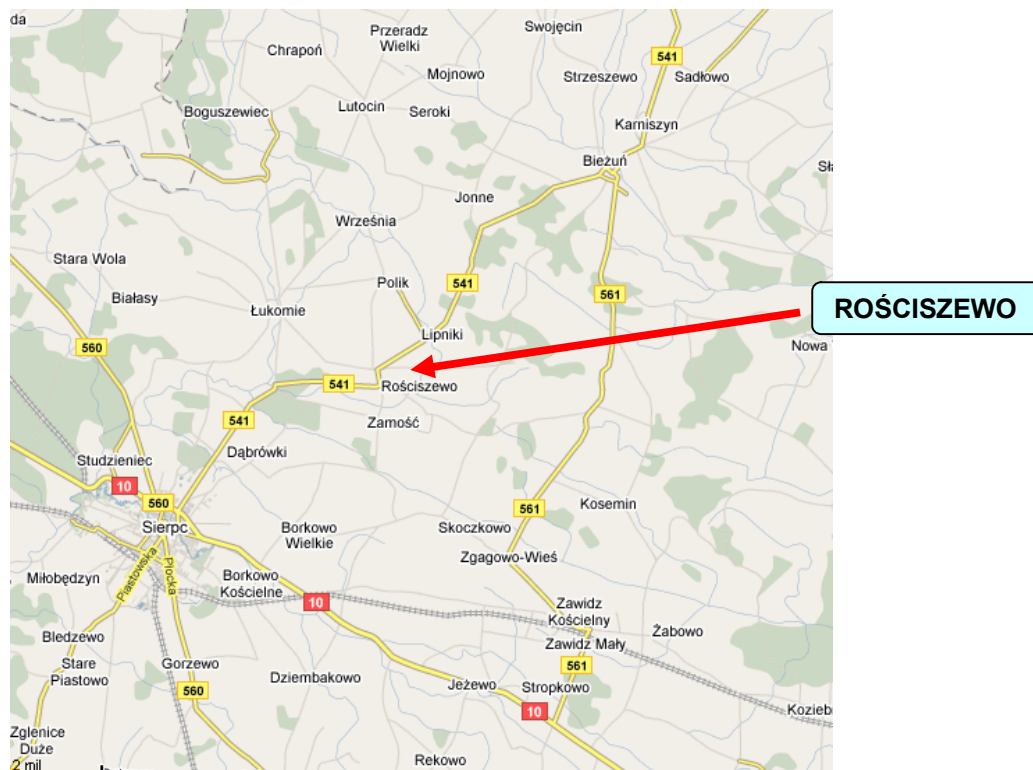 da
Przeradz
Wielki
Swojęcin
Chrapoń
541
Mojnowo
Strzeszewo
Sadłowo
Lutocin
Seroki
Boguszewiec
Karniszyn
Bieżuń
Sł
Jonne
Września
Stara Wola
Polik
541
561
Białasy
Łukomie
ROŚCISZEWO
Lipniki
560
Nowa
541
Rościszewo
541
Zamość
Dąbrówki
Studzieniec
10
560
Sierpc
561
Kosemin
Borkowo
Wielkie
Skoczkowo
Zgagowo-Wieś
Piastowska
Płocka
Miłobędzyn
Borkowo
Kościelne
10
Zawidz
Kościelny
Żabowo
Bledzewo
Zawidz Mały
Stare
Piastowo
Gorzewo
561
Dziembakowo
560
Jeżewo
Stropkowo
10
Kozieb
Zglenice
Duże
Rekowo
2 mil